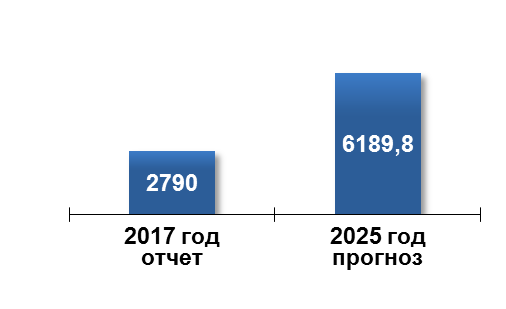 6189,8
2790
2017 год
отчет
2025 год
прогноз